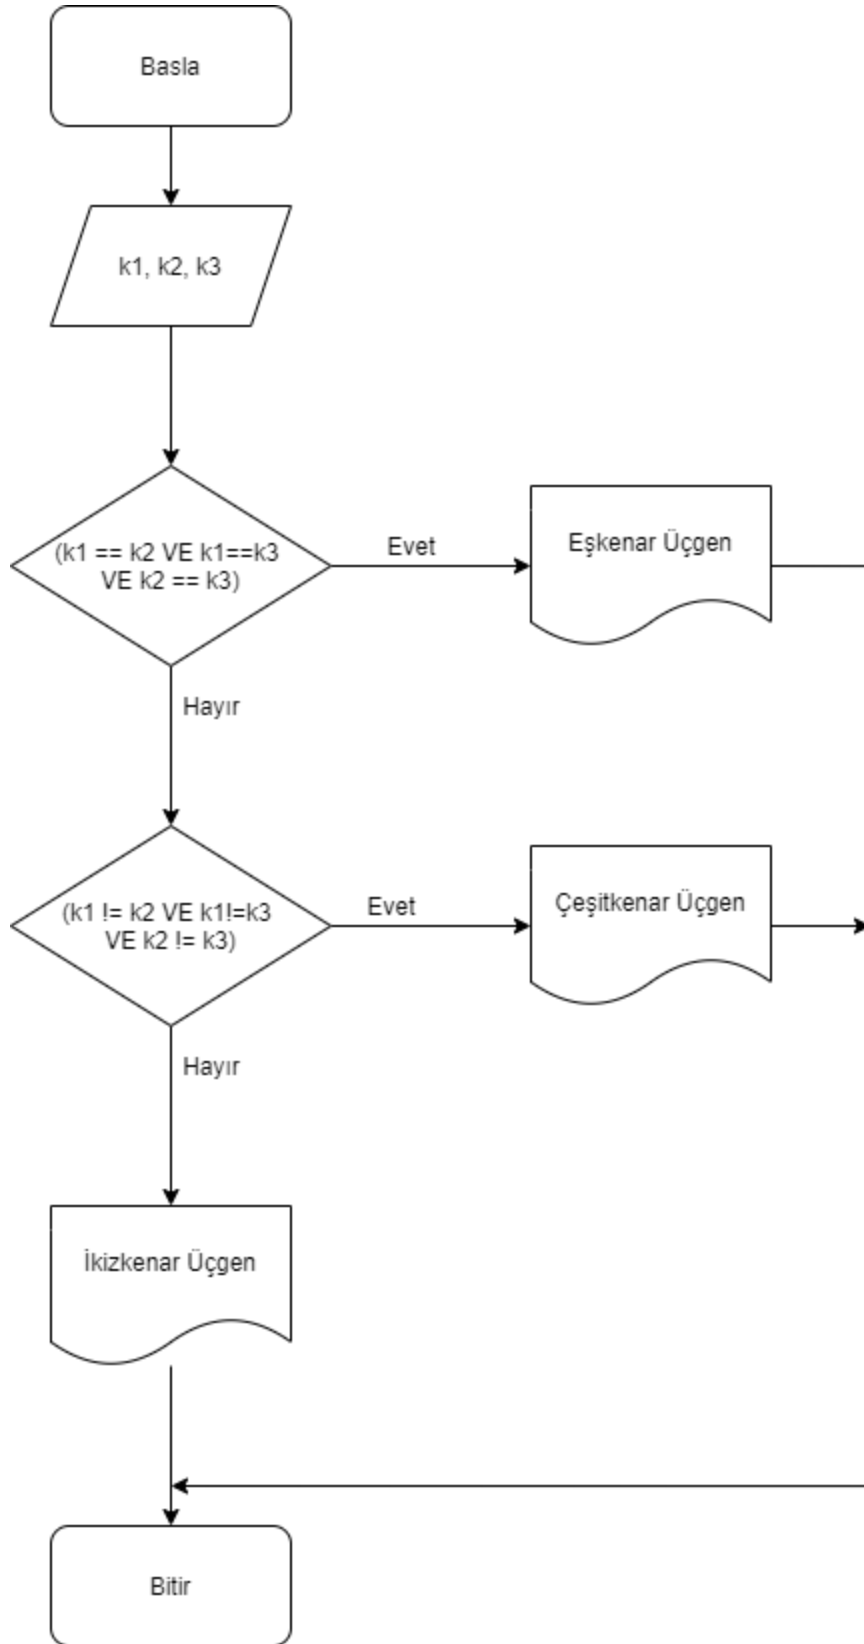 Basla
k1, k2, k3
(k1 == k2 VE k1==k3
VE k2 == k3)
Evet
Eşkenar Üçgen
Hayır
(k1 != k2 VE k1!=k3
VE k2 != k3)
Evet
Çeşitkenar Üçgen
Hayır
İkizkenar Üçgen
Bitir